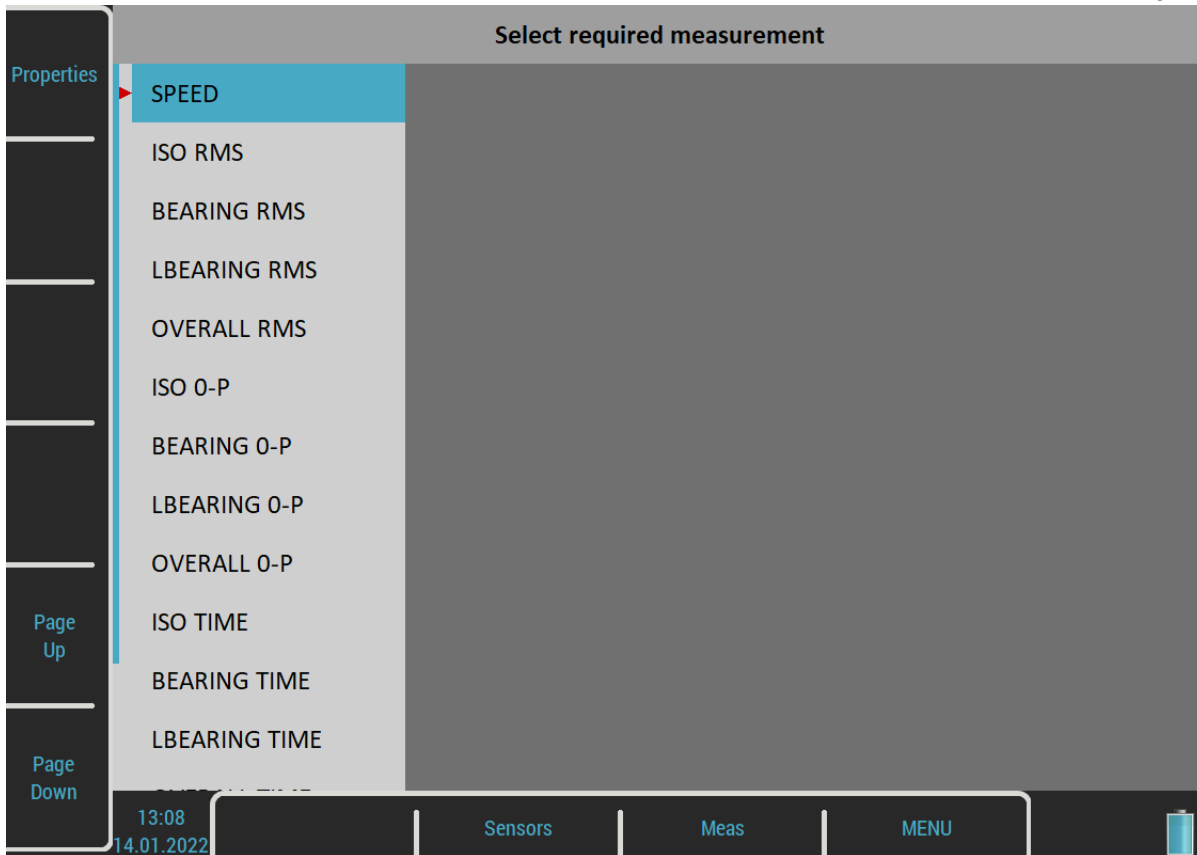 Select required measurement
Properties
SPEED
ISO RMS
BEARING RMS
LBEARING RMS
OVERALL RMS
ISO 0-P
BEARING 0-P
LBEARING 0-P
OVERALL 0-P
ISO TIME
BEARING TIME
LBEARING TIME
Page
Up
Page
Down
13:08
14.01.2022
Sensors
Meas
MENU